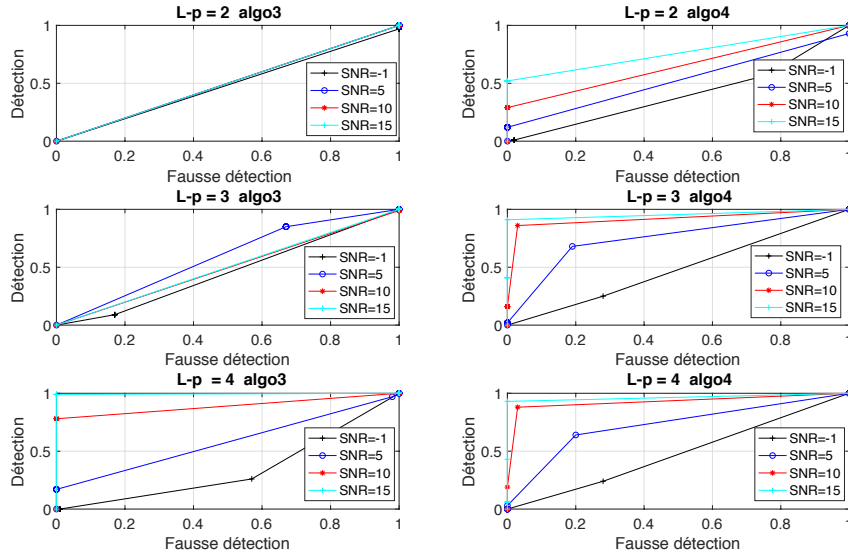 L-p = 2 algo3
Détection
1
0.5
0
0 0.2 0.4 0.6 0.8 1
Fausse détection
SNR=-1
SNR=5
SNR=10
SNR=15
L-p = 2 algo4
Détection
1
0.5
0
0 0.2 0.4 0.6 0.8 1
Fausse détection
SNR=-1
SNR=5
SNR=10
SNR=15
L-p = 3 algo3
Détection
1
0.5
0
0 0.2 0.4 0.6 0.8 1
Fausse détection
SNR=-1
SNR=5
SNR=10
SNR=15
L-p = 3 algo4
Détection
1
0.5
0
0 0.2 0.4 0.6 0.8 1
Fausse détection
SNR=-1
SNR=5
SNR=10
SNR=15
L-p = 4 algo3
Détection
1
0.5
0
0 0.2 0.4 0.6 0.8 1
Fausse détection
SNR=-1
SNR=5
SNR=10
SNR=15
L-p = 4 algo4
Détection
1
0.5
0
0 0.2 0.4 0.6 0.8 1
Fausse détection
SNR=-1
SNR=5
SNR=10
SNR=15